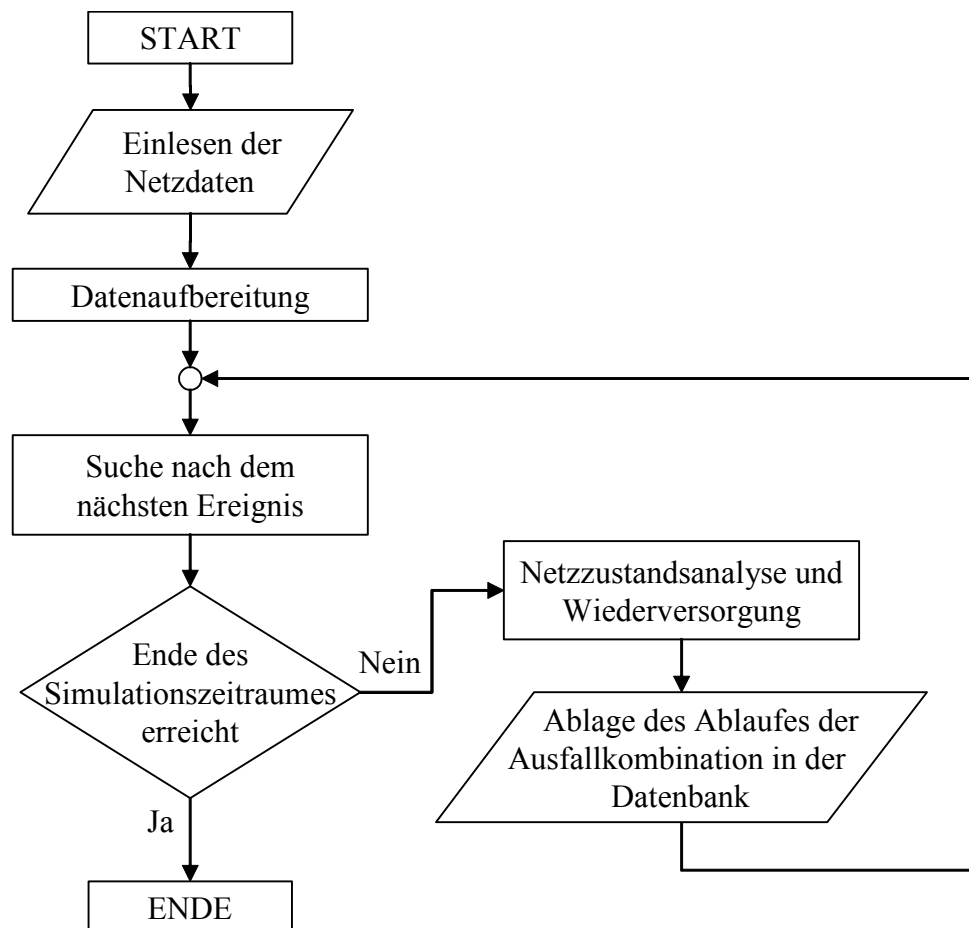 START
Einlesen der
Netzdaten
Datenaufbereitung
Suche nach dem
nächsten Ereignis
Ende des
Simulationszeitraumes
erreicht
Nein
Netzzustandsanalyse und
Wiederversorgung
Ablage des Ablaufes der
Ausfallkombination in der
Datenbank
Ja
ENDE